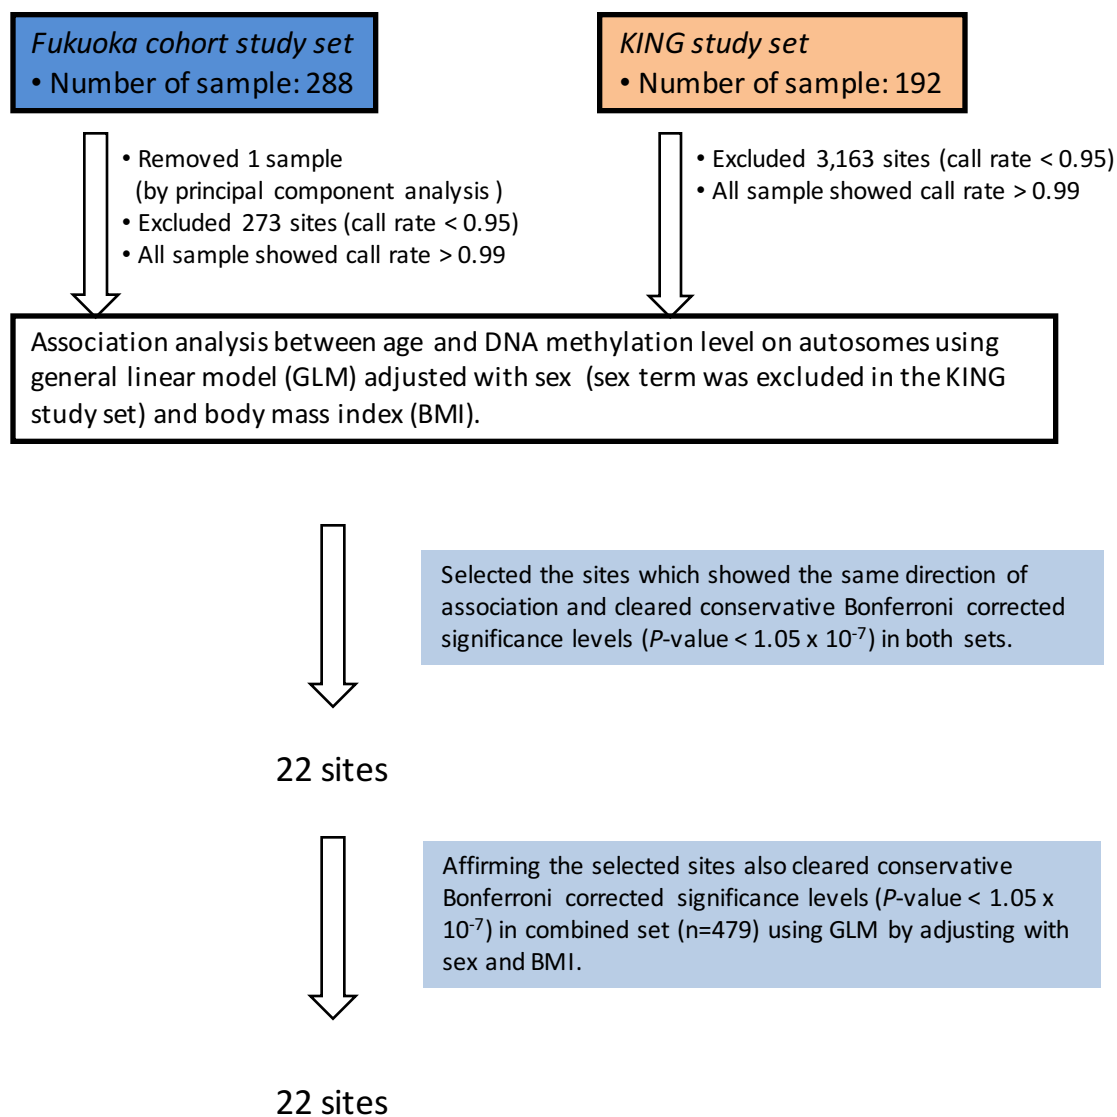 Fukuoka cohort study set
• Number of sample: 288
KING study set
• Number of sample: 192
• Removed 1 sample
(by principal component analysis )
• Excluded 273 sites (call rate < 0.95)
• All sample showed call rate > 0.99
• Excluded 3,163 sites (call rate < 0.95)
• All sample showed call rate > 0.99
Association analysis between age and DNA methylation level on autosomes using
general linear model (GLM) adjusted with sex (sex term was excluded in the KING
study set) and body mass index (BMI).
Selected the sites which showed the same direction of
association and cleared conservative Bonferroni corrected
significance levels (P-value < 1.05 x 10⁻⁷) in both sets.
22 sites
Affirming the selected sites also cleared conservative
Bonferroni corrected significance levels (P-value < 1.05 x
10⁻⁷) in combined set (n=479) using GLM by adjusting with
sex and BMI.
22 sites